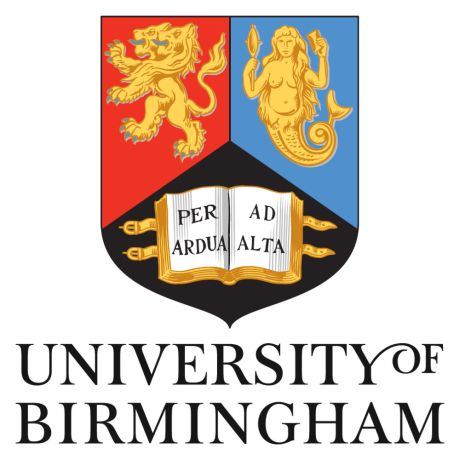 PER AD
ARDUA ALTA
UNIVERSITY OF
BIRMINGHAM